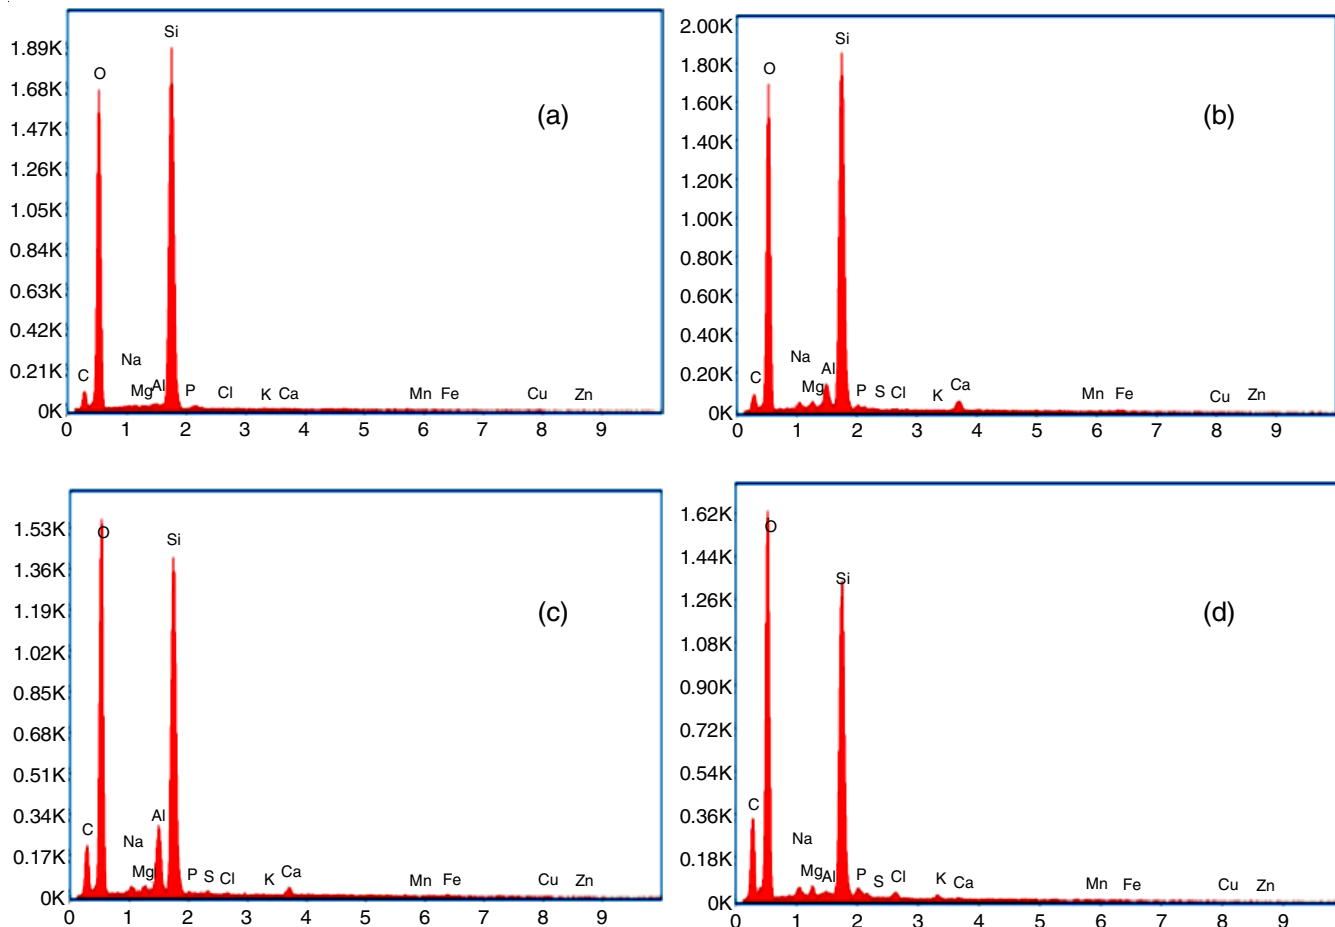 1.89K
1.68K
1.47K
1.26K
1.05K
0.84K
0.63K
0.42K
0.21K
0K
Si
O
(a)
Na
C
Mg Al P Cl K Ca Mn Fe Cu Zn
0 1 2 3 4 5 6 7 8 9
2.00K
1.80K
1.60K
1.40K
1.20K
1.00K
0.80K
0.60K
0.40K
0.20K
0K
Si
O
(b)
Na
Al
C
Mg P S Cl K Ca Mn Fe Cu Zn
0 1 2 3 4 5 6 7 8 9
1.53K
1.36K
1.19K
1.02K
0.85K
0.68K
0.51K
0.34K
0.17K
0K
O
Si
(c)
Al
C
Na
Mg P S Cl K Ca Mn Fe Cu Zn
0 1 2 3 4 5 6 7 8 9
1.62K
1.44K
1.26K
1.08K
0.90K
0.72K
0.54K
0.36K
0.18K
0K
O
Si
(d)
C
Na
Mg Al P S Cl K Ca Mn Fe Cu Zn
0 1 2 3 4 5 6 7 8 9